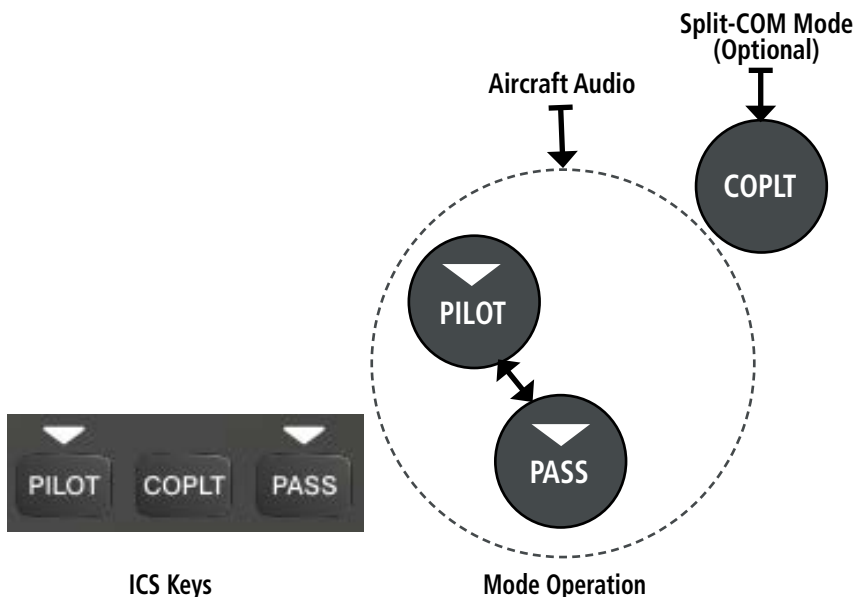 Split-COM Mode
(Optional)
Aircraft Audio
COPLT
PILOT
PASS
PILOT COPLT PASS
ICS Keys
Mode Operation